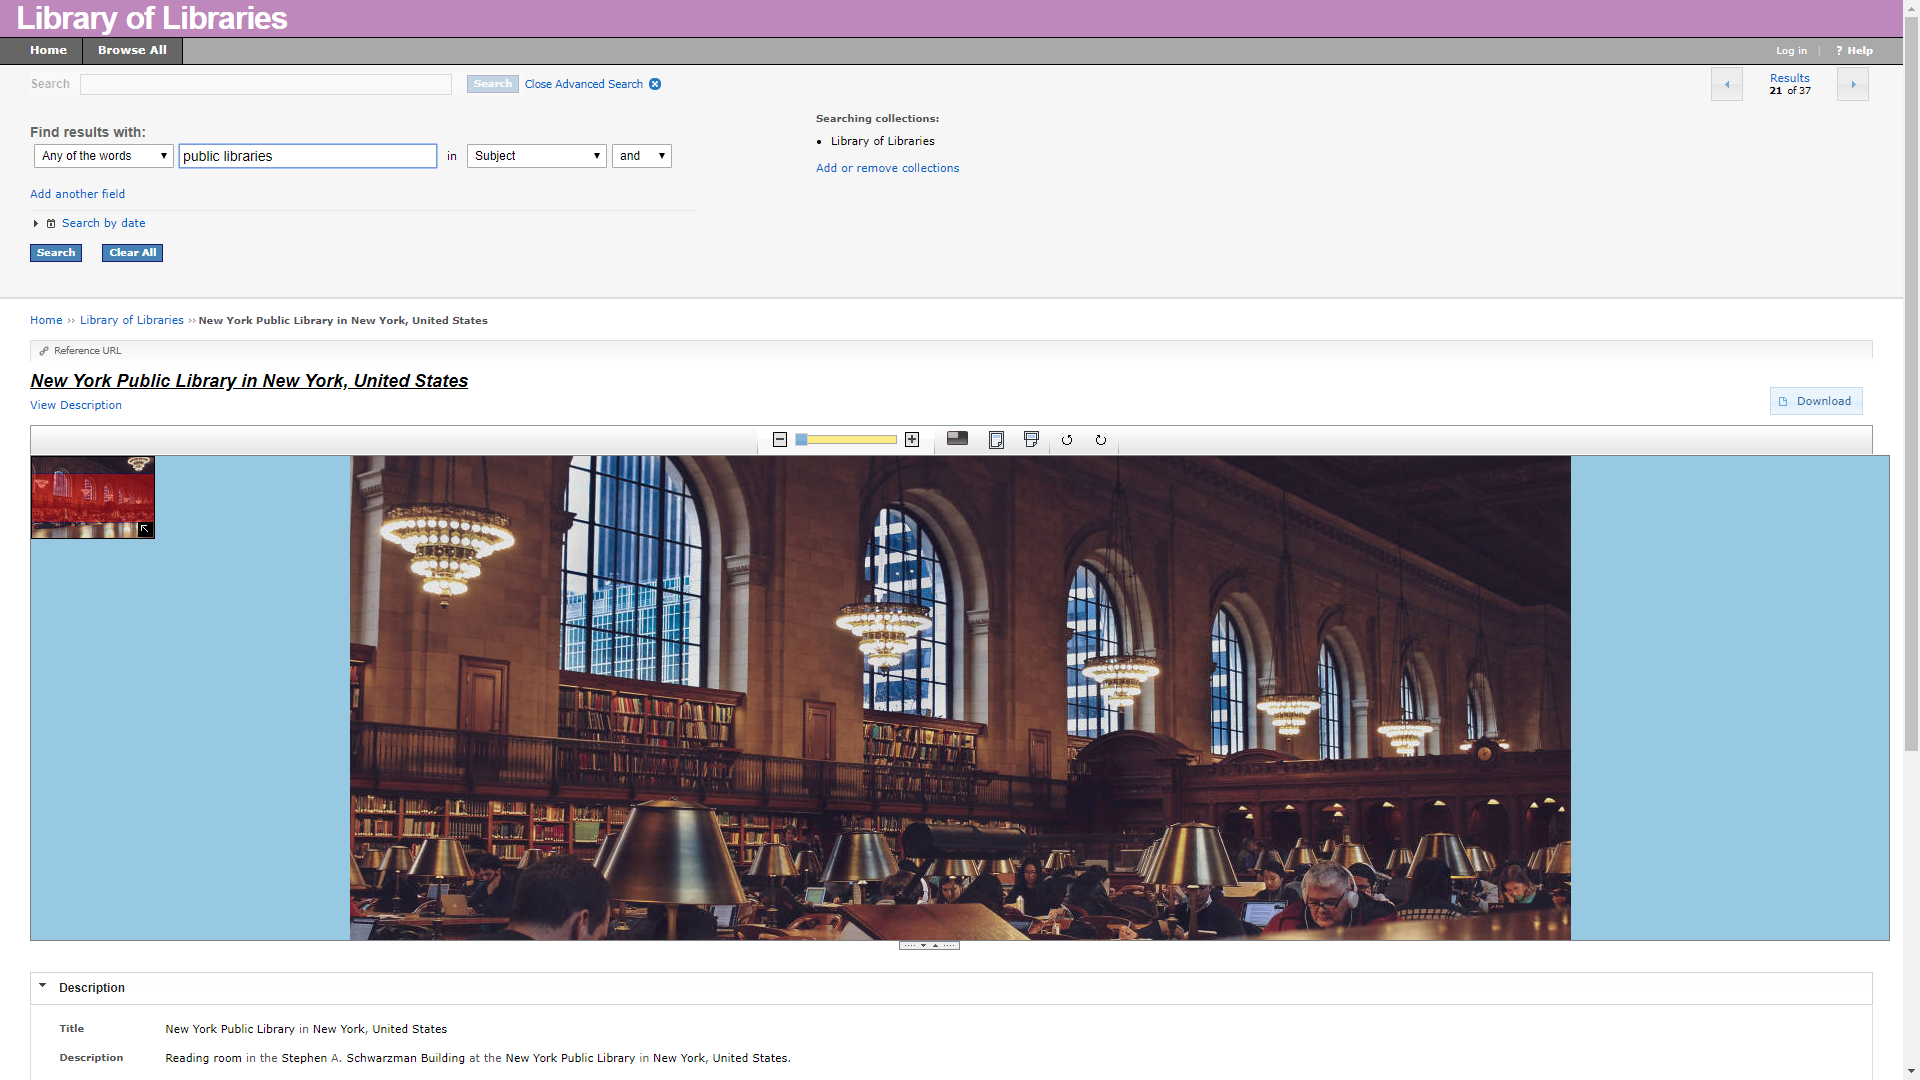 Library of Libraries
Home Browse All Log in | ? Help
Search Search Close Advanced Search
Results
21 of 37
Find results with:
Any of the words public libraries in Subject and
Add another field
Search by date
Search Clear All
Searching collections:
• Library of Libraries
Add or remove collections
Home ›› Library of Libraries ›› New York Public Library in New York, United States
Reference URL
New York Public Library in New York, United States
View Description
Download
Description
Title New York Public Library in New York, United States
Description Reading room in the Stephen A. Schwarzman Building at the New York Public Library in New York, United States.